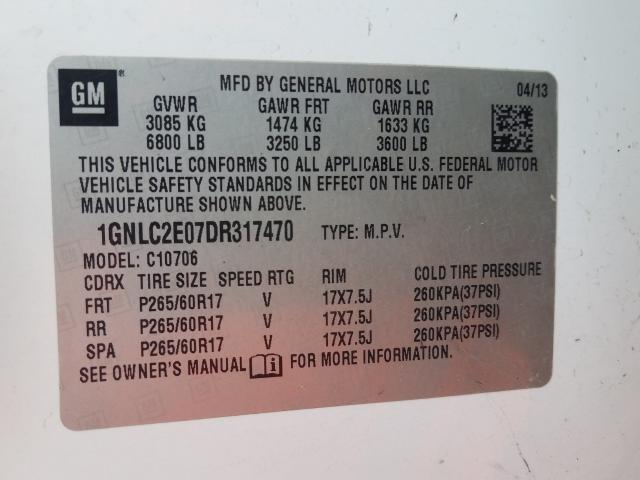 GM
MFD BY GENERAL MOTORS LLC 04/13
GVWR GAWR FRT GAWR RR
3085 KG 1474 KG 1633 KG
6800 LB 3250 LB 3600 LB
THIS VEHICLE CONFORMS TO ALL APPLICABLE U.S. FEDERAL MOTOR
VEHICLE SAFETY STANDARDS IN EFFECT ON THE DATE OF
MANUFACTURE SHOWN ABOVE.
1GNLC2E07DR317470 TYPE: M.P.V.
MODEL: C10706
CDRX TIRE SIZE SPEED RTG RIM COLD TIRE PRESSURE
FRT P265/60R17 V 17X7.5J 260KPA(37PSI)
RR P265/60R17 V 17X7.5J 260KPA(37PSI)
SPA P265/60R17 V 17X7.5J 260KPA(37PSI)
SEE OWNER'S MANUAL FOR MORE INFORMATION.